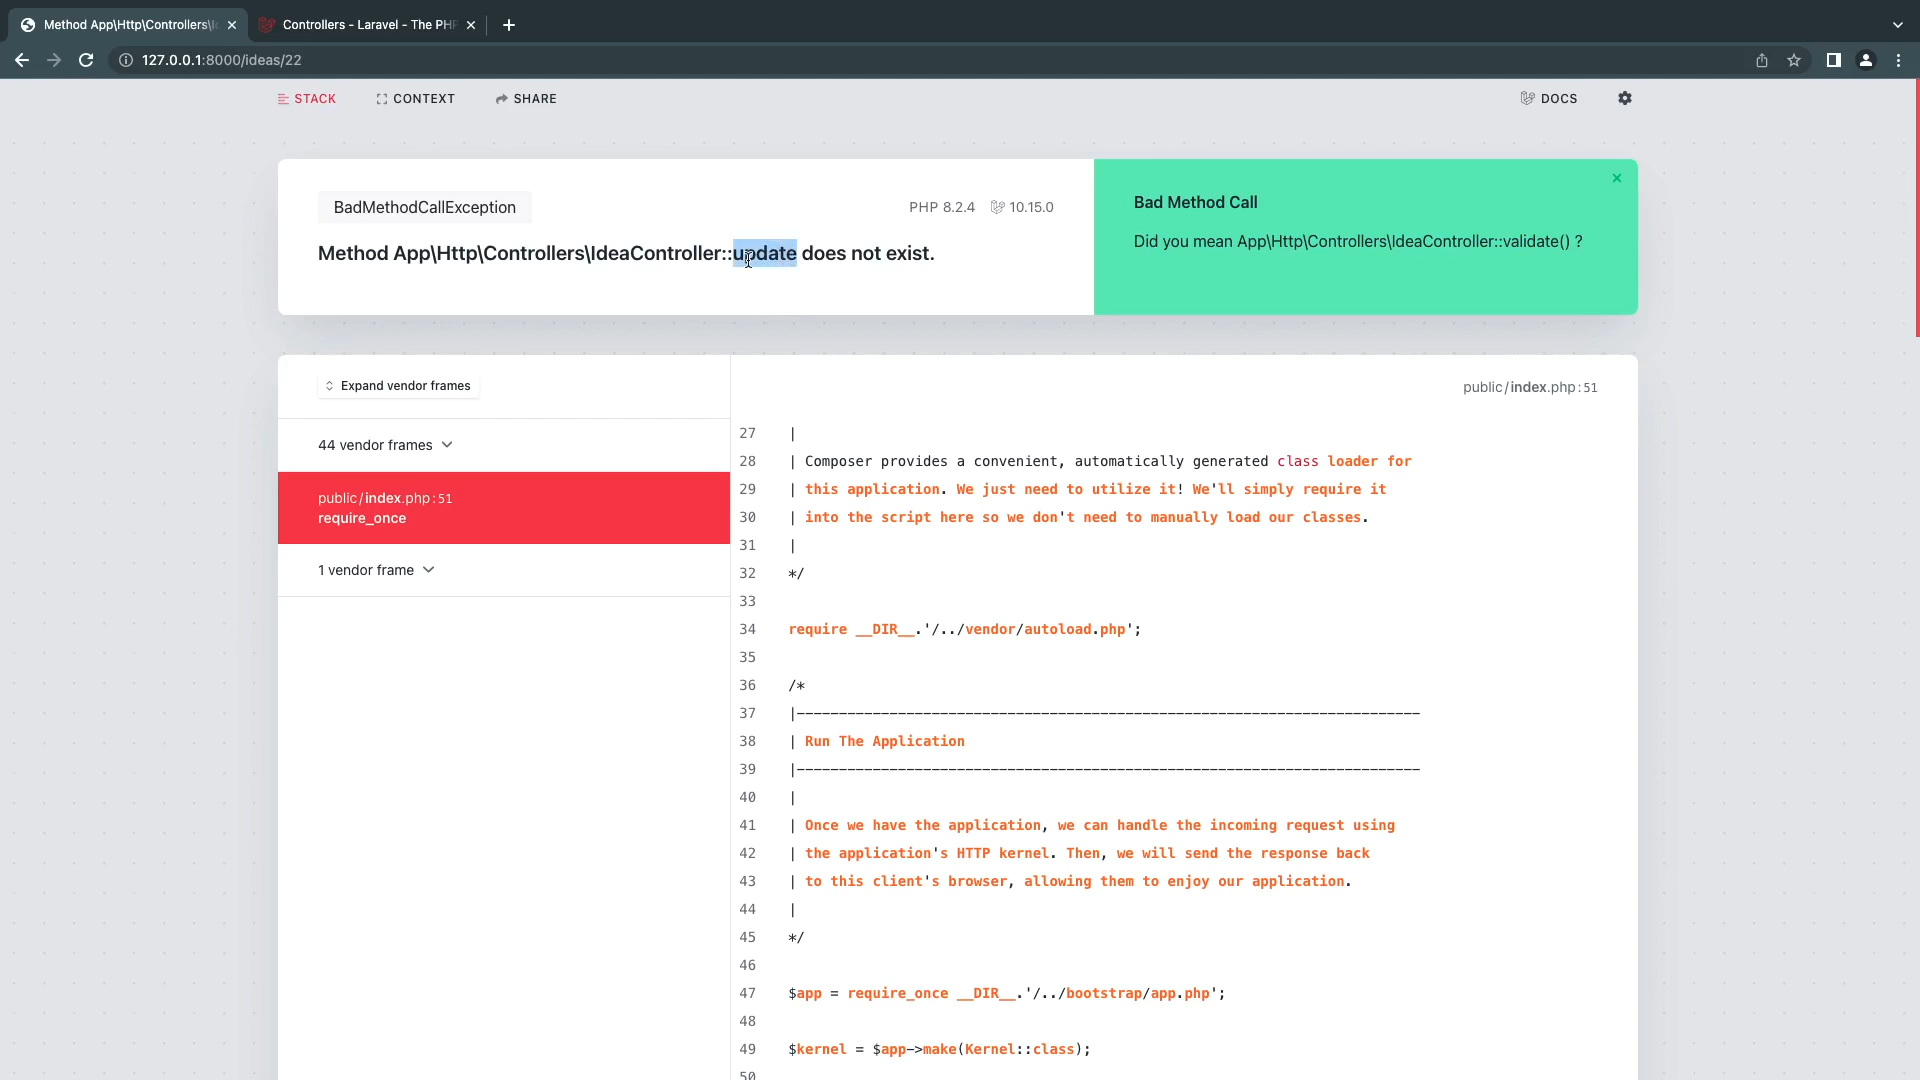 Method App\Http\Controllers\I
Controllers - Laravel - The PHP
127.0.0.1:8000/ideas/22
STACK
CONTEXT
SHARE
DOCS
BadMethodCallException
PHP 8.2.4
10.15.0
Method App\Http\Controllers\IdeaController::update does not exist.
Bad Method Call
Did you mean App\Http\Controllers\IdeaController::validate() ?
Expand vendor frames
44 vendor frames
public/index.php:51
require_once
1 vendor frame
public/index.php:51
27 |
28 | Composer provides a convenient, automatically generated class loader for
29 | this application. We just need to utilize it! We'll simply require it
30 | into the script here so we don't need to manually load our classes.
31 |
32 */
33
34 require __DIR__.'/../vendor/autoload.php';
35
36 /*
37 |--------------------------------------------------------------------------
38 | Run The Application
39 |--------------------------------------------------------------------------
40 |
41 | Once we have the application, we can handle the incoming request using
42 | the application's HTTP kernel. Then, we will send the response back
43 | to this client's browser, allowing them to enjoy our application.
44 |
45 */
46
47 $app = require_once __DIR__.'/../bootstrap/app.php';
48
49 $kernel = $app->make(Kernel::class);
50